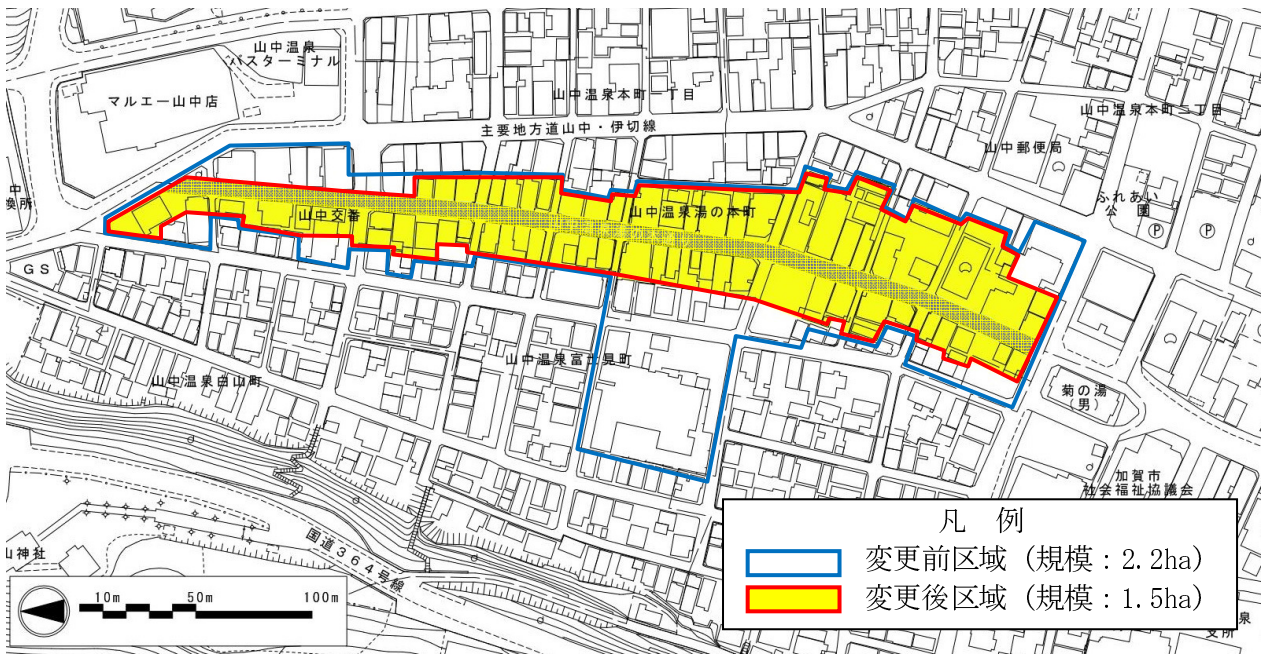 山中温泉
バスターミナル
マルエー山中店
山中温泉本町一丁目
主要地方道山中・伊切線
山中温泉本町二丁目
山中郵便局
ふれあい
公園
P
P
中
換所
山中交番
山中温泉湯の本町
GS
山中温泉富士見町
山中温泉白山町
菊の湯
(男)
加賀市
社会福祉協議会
国道364号線
山神社
10m 50m 100m
凡 例
変更前区域 (規模:2.2ha)
変更後区域 (規模:1.5ha)
泉
支所